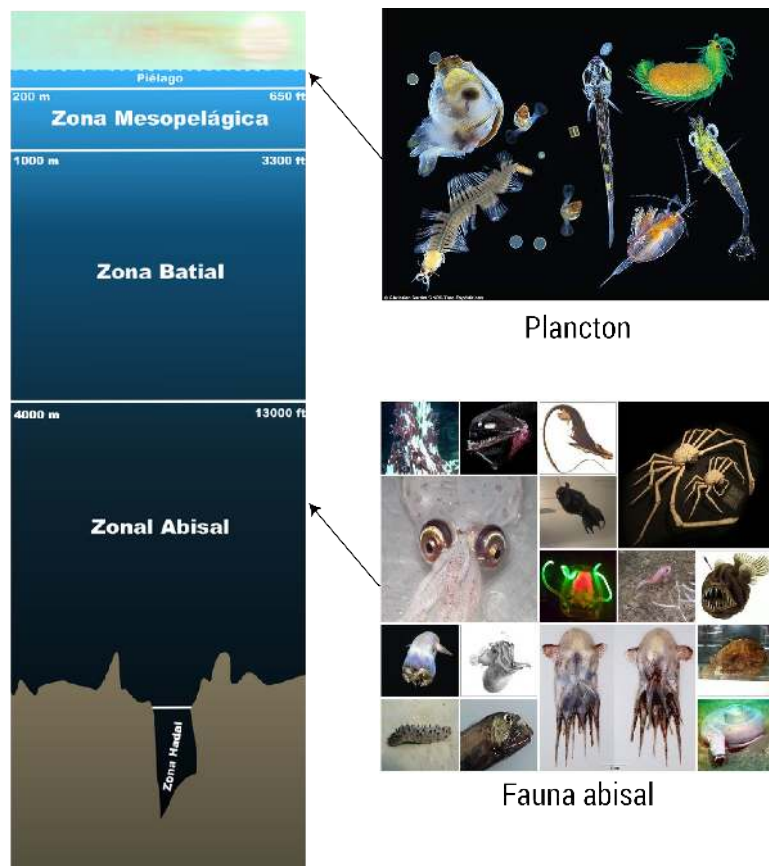 Piélago
200 m 650 ft
Zona Mesopelágica
1000 m 3300 ft
Zona Batial
4000 m 13000 ft
Zonal Abisal
Zona Hadal
Plancton
Fauna abisal